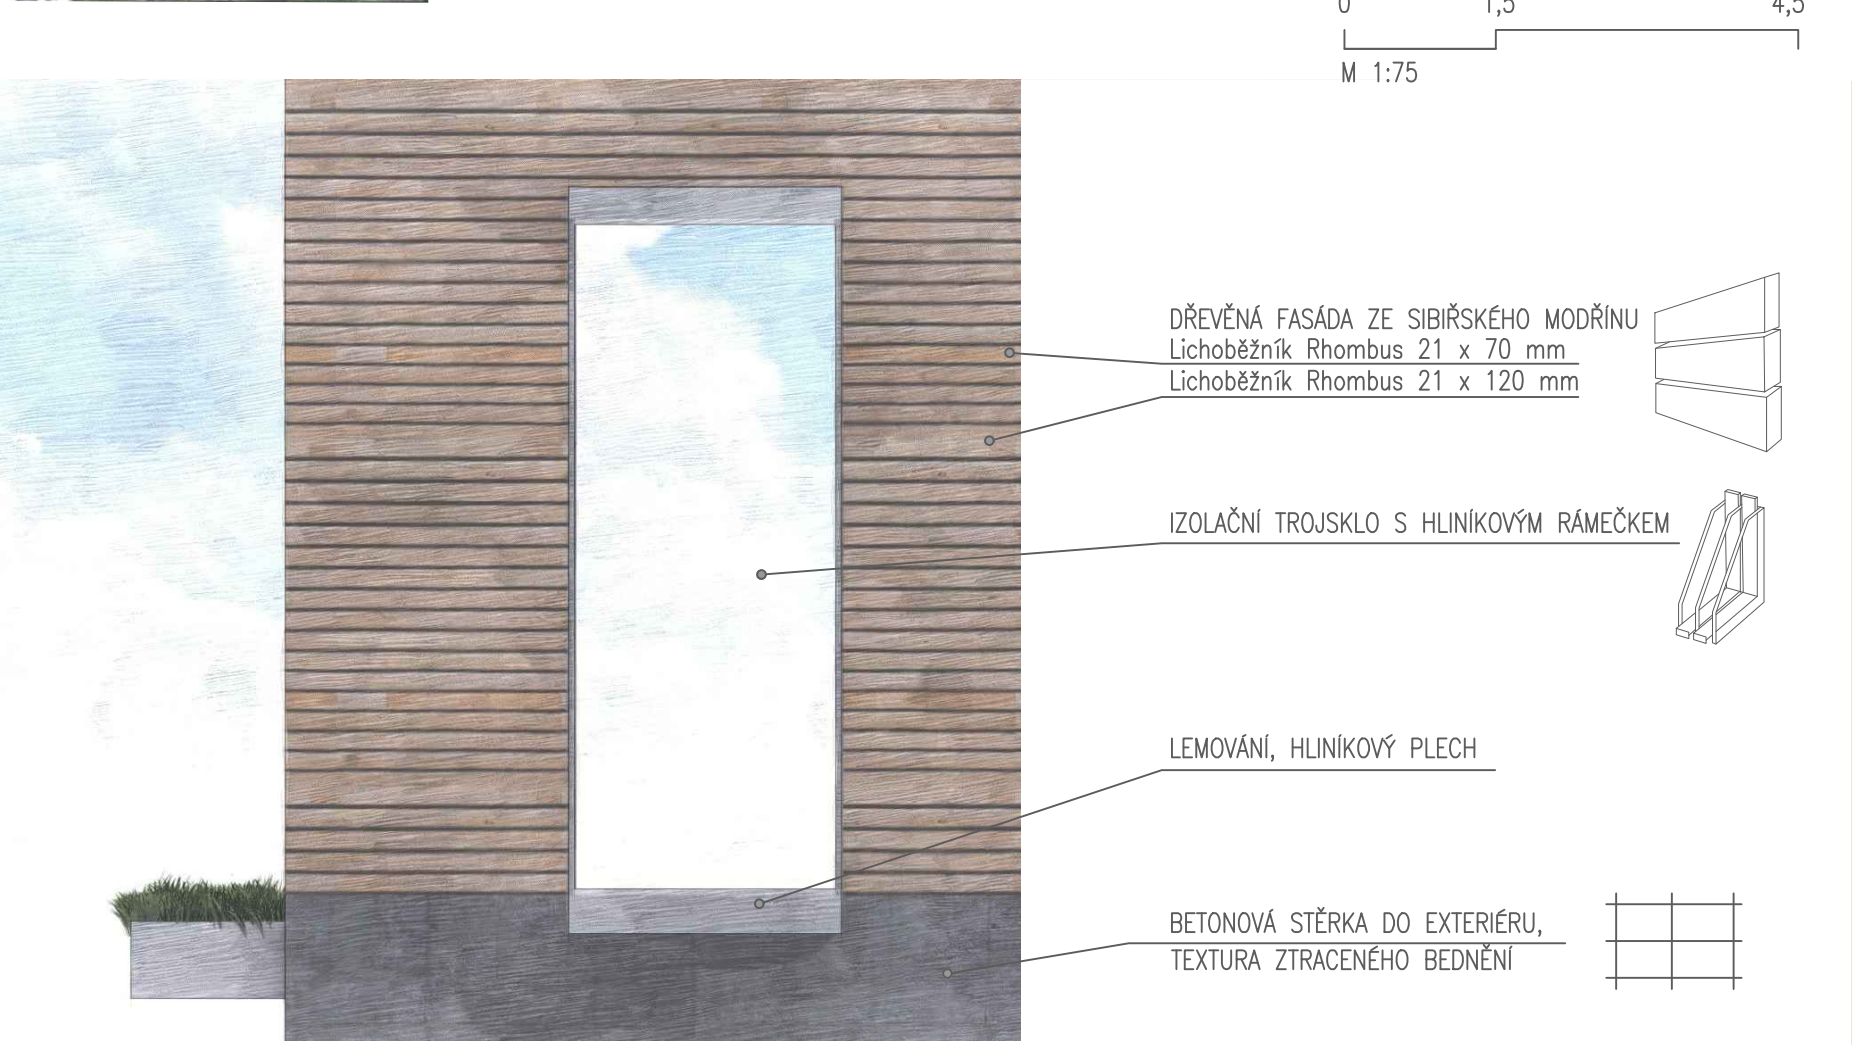 0 1,5 4,5
M 1:75
DŘEVĚNÁ FASÁDA ZE SIBIŘSKÉHO MODŘÍNU
Lichoběžník Rhombus 21 x 70 mm
Lichoběžník Rhombus 21 x 120 mm
IZOLAČNÍ TROJSKLO S HLINÍKOVÝM RÁMEČKEM
LEMOVÁNÍ, HLINÍKOVÝ PLECH
BETONOVÁ STĚRKA DO EXTERIÉRU,
TEXTURA ZTRACENÉHO BEDNĚNÍ